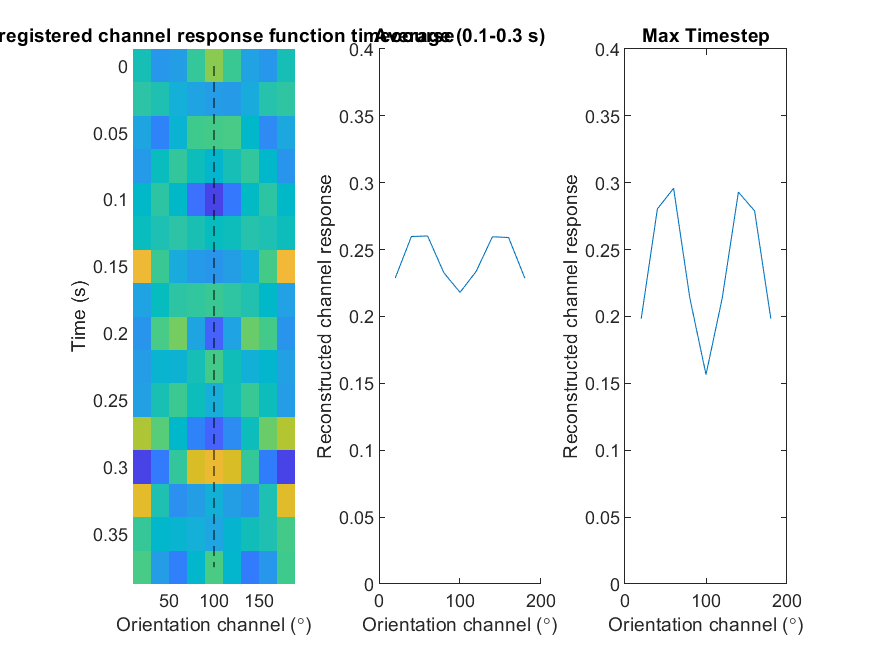 registered channel response function timecourse
Average (0.1-0.3 s)
Max Timestep
0
0.05
0.1
0.15
0.2
0.25
0.3
0.35
Time (s)
50 100 150
Orientation channel (°)
0.4
0.35
0.3
0.25
0.2
0.15
0.1
0.05
0
Reconstructed channel response
0 100 200
Orientation channel (°)
0.4
0.35
0.3
0.25
0.2
0.15
0.1
0.05
0
Reconstructed channel response
0 100 200
Orientation channel (°)